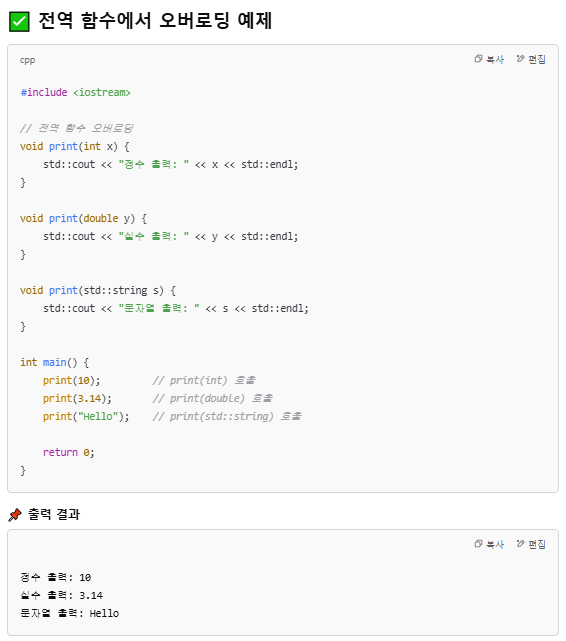 ✅ 전역 함수에서 오버로딩 예제
cpp 복사 편집
#include <iostream>
// 전역 함수 오버로딩
void print(int x) {
    std::cout << "정수 출력: " << x << std::endl;
}
void print(double y) {
    std::cout << "실수 출력: " << y << std::endl;
}
void print(std::string s) {
    std::cout << "문자열 출력: " << s << std::endl;
}
int main() {
    print(10);         // print(int) 호출
    print(3.14);       // print(double) 호출
    print("Hello");    // print(std::string) 호출
    return 0;
}
📌 출력 결과
복사 편집
정수 출력: 10
실수 출력: 3.14
문자열 출력: Hello